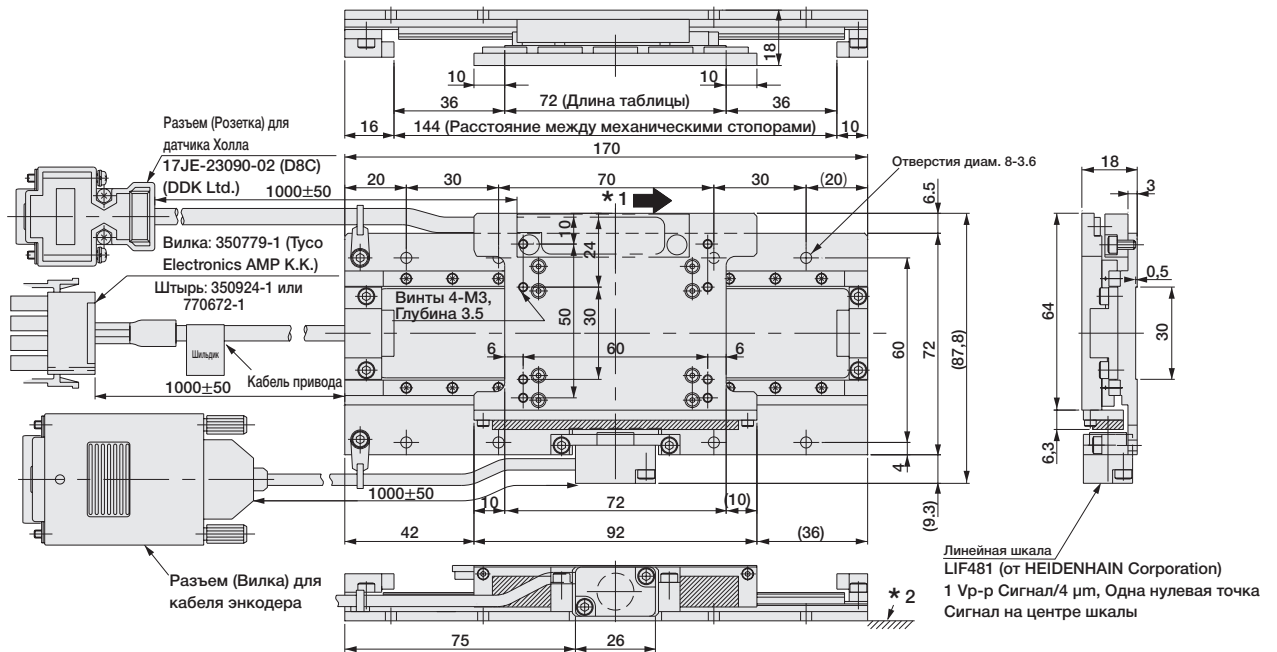 18
10
10
36
72 (Длина таблицы)
36
16
144 (Расстояние между механическими стопорами)
10
170
Разъем (Розетка) для
датчика Холла
17JE-23090-02 (D8C)
(DDK Ltd.)
1000±50
20
30
70
30
(20)
Отверстия диам. 8-3.6
*1
6.5
18
3
Вилка: 350779-1 (Tyco
Electronics AMP K.K.)
Штырь: 350924-1 или
770672-1
10
24
50
30
Винты 4-M3,
Глубина 3.5
6
60
6
60
72
(87,8)
64
0,5
30
Шильдик
Кабель привода
1000±50
6,3
4
(9.3)
1000±50
10
72
(10)
42
92
(36)
Разъем (Вилка) для
кабеля энкодера
Линейная шкала
LIF481 (от HEIDENHAIN Corporation)
1 Vp-p Сигнал/4 µm, Одна нулевая точка
Сигнал на центре шкалы
*2
75
26